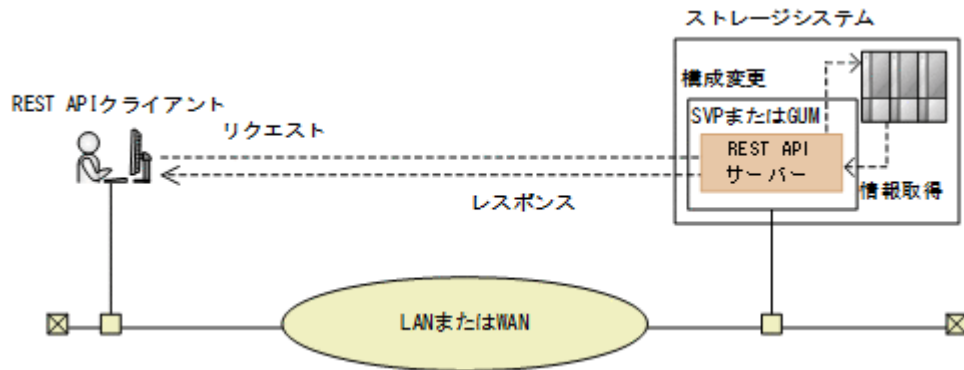 ストレージシステム
構成変更
REST APIクライアント
SVPまたはGUM
リクエスト
REST API
サーバー
情報取得
レスポンス
LANまたはWAN